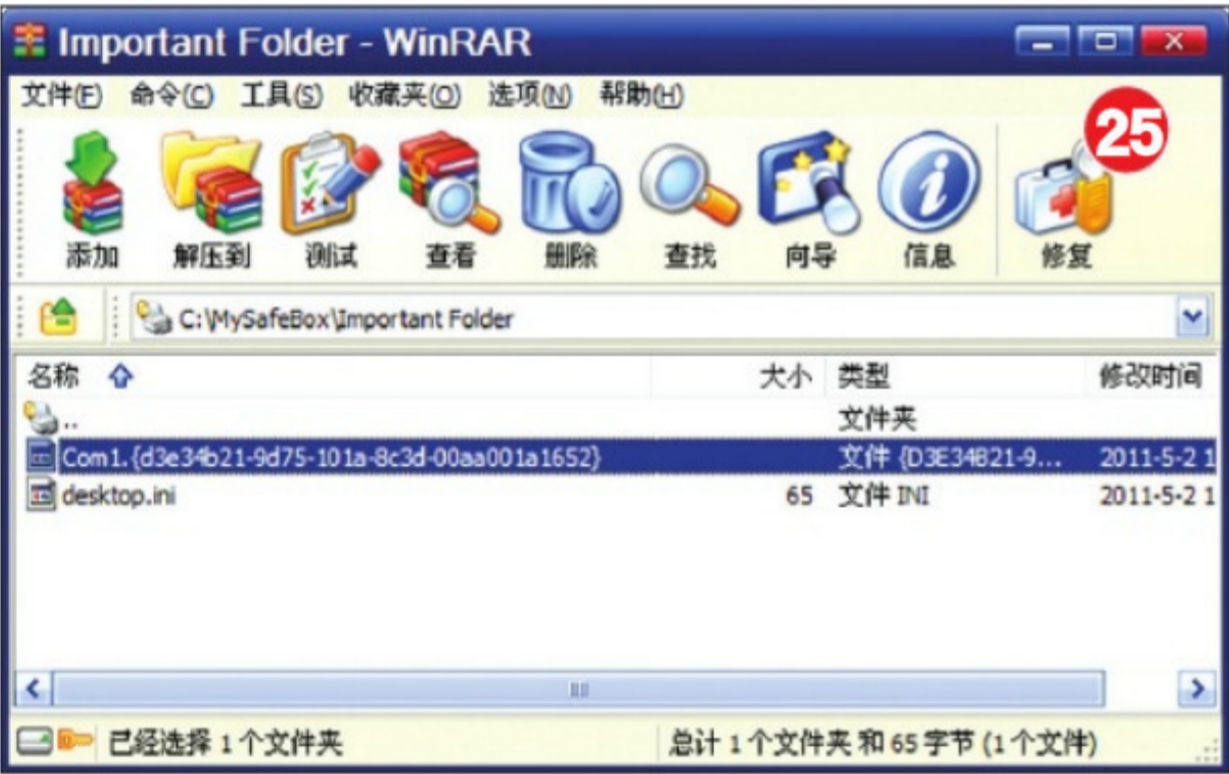 Important Folder - WinRAR
文件(F) 命令(C) 工具(S) 收藏夹(O) 选项(N) 帮助(H)
25
添加 解压到 测试 查看 删除 查找 向导 信息 修复
C:\MySafeBox\Important Folder
名称 大小 类型 修改时间
.. 文件夹
Com1.{d3e34b21-9d75-101a-8c3d-00aa001a1652} 文件 {D3E34B21-9... 2011-5-2 1
desktop.ini 65 文件 INI 2011-5-2 1
已经选择 1 个文件夹 总计 1 个文件夹 和 65 字节 (1 个文件)